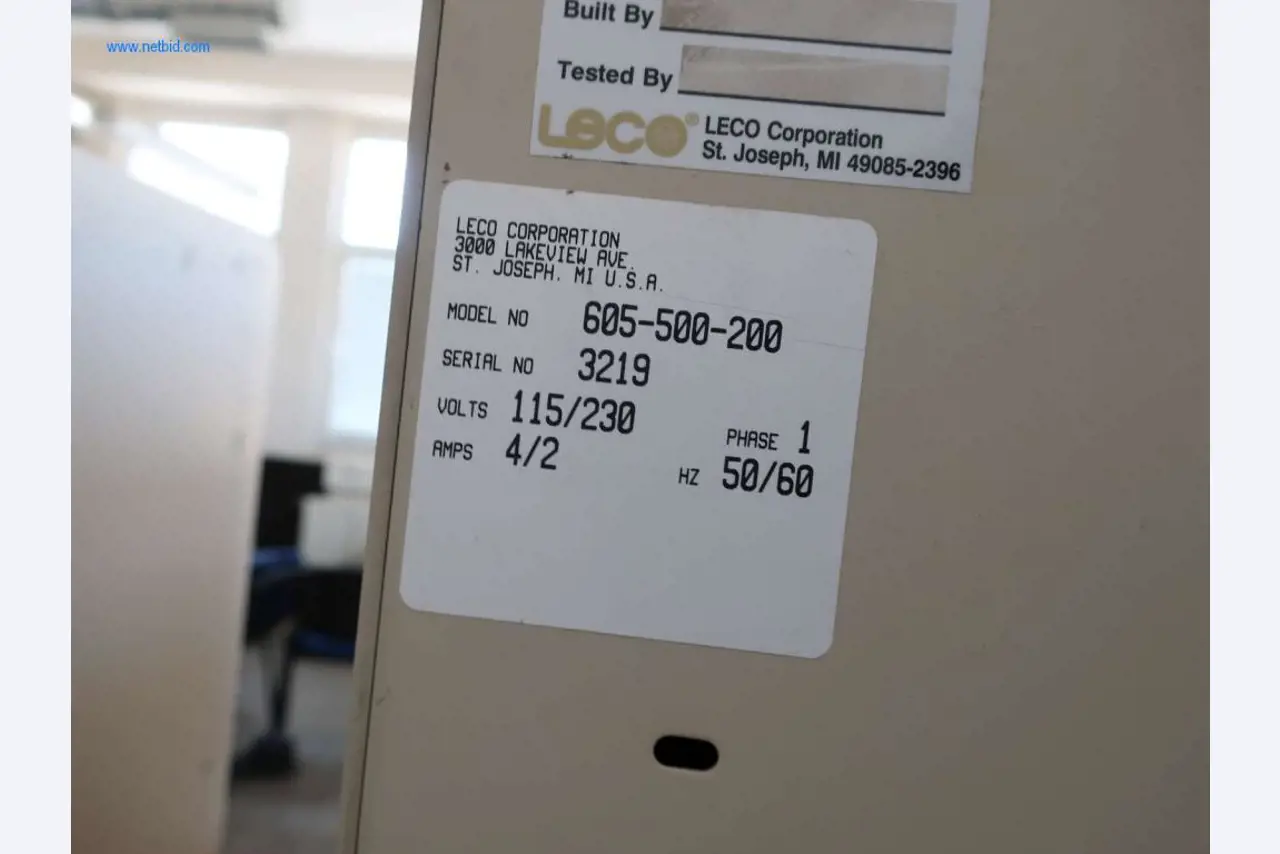 www.netbid.com
Built By
Tested By
LECO® LECO Corporation
St. Joseph, MI 49085-2396
LECO CORPORATION
3000 LAKEVIEW AVE.
ST. JOSEPH. MI U.S.A.
MODEL NO 605-500-200
SERIAL NO 3219
VOLTS 115/230 PHASE 1
AMPS 4/2 HZ 50/60